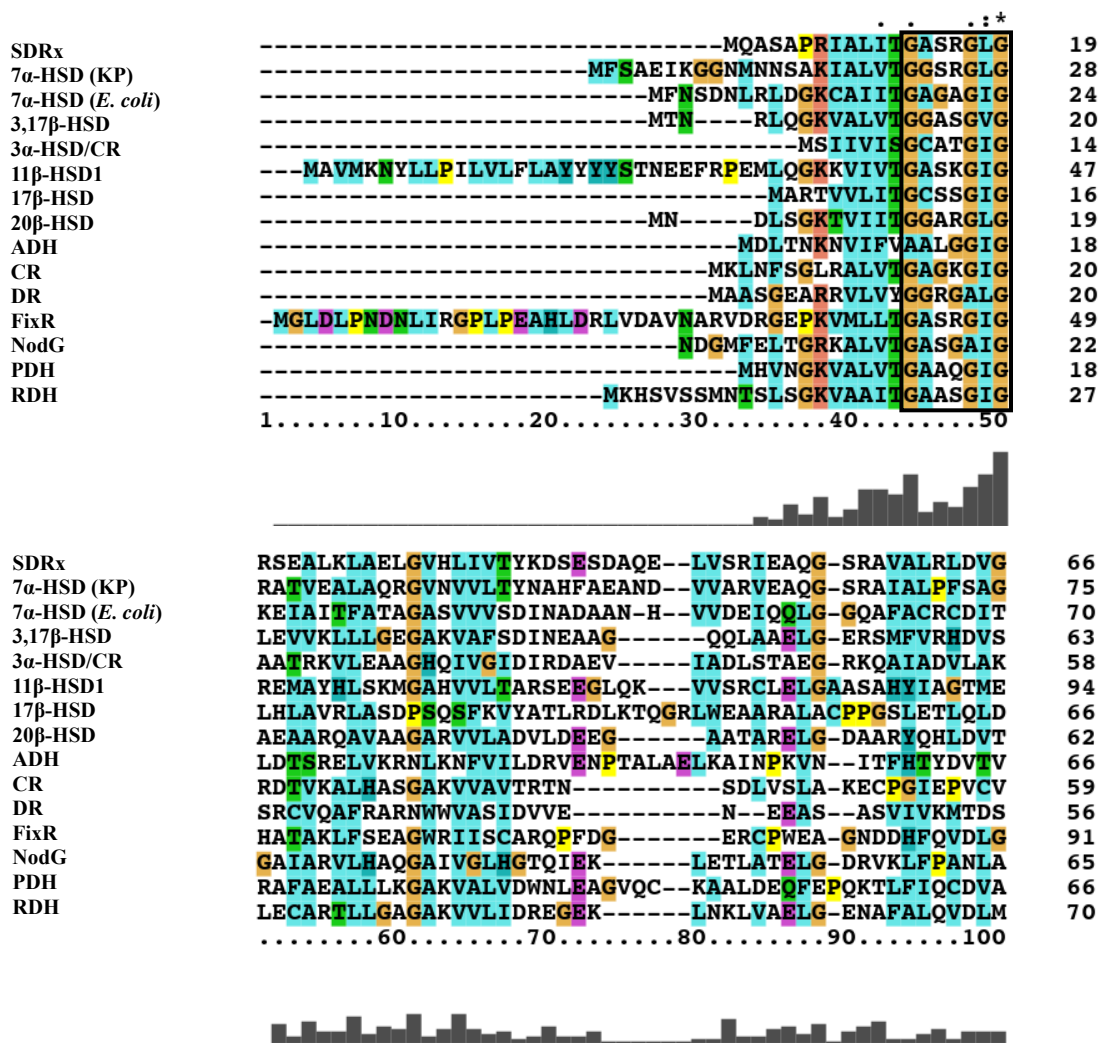 . . .:*
SDRx -------------------------------MQASAPRIALITGASRGLG 19
7α-HSD (KP) ----------------------MFSAEIKGGNMNNSAKIALVTGGSRGLG 28
7α-HSD (E. coli) --------------------------MFNSDNLRLDGKCAIITGAGAGIG 24
3,17β-HSD --------------------------MTN----RLQGKVALVTGGASGVG 20
3α-HSD/CR ------------------------------------MSIIVISGCATGIG 14
11β-HSD1 ---MAVMKNYLLPILVLFLAYYYYSTNEEFRPEMLQGKKVIVTGASKGIG 47
17β-HSD ----------------------------------MARTVVLITGCSSGIG 16
20β-HSD --------------------------MN-----DLSGKTVIITGGARGLG 19
ADH --------------------------------MDLTNKNVIFVAALGGIG 18
CR ------------------------------MKLNFSGLRALVTGAGKGIG 20
DR ------------------------------MAASGEARRVLVYGGRGALG 20
FixR -MGLDLPNDNLIRGPLPEAHLDRLVDAVNARVDRGEPKVMLLTGASRGIG 49
NodG ----------------------------NDGMFELTGRKALVTGASGAIG 22
PDH --------------------------------MHVNGKVALVTGAAQGIG 18
RDH -----------------------MKHSVSSMNTSLSGKVAAITGAASGIG 27
1.......10........20........30........40........50
SDRx RSEALKLAELGVHLIVTYKDSESDAQE--LVSRIEAQG-SRAVALRLDVG 66
7α-HSD (KP) RATVEALAQRGVNVVLTYNAHFAEAND--VVARVEAQG-SRAIALPFSAG 75
7α-HSD (E. coli) KEIAITFATAGASVVVSDINADAAN-H--VVDEIQQLG-GQAFACRCDIT 70
3,17β-HSD LEVVKLLLGEGAKVAFSDINEAAG------QQLAAELG-ERSMFVRHDVS 63
3α-HSD/CR AATRKVLEAAGHQIVGIDIRDAEV-----IADLSTAEG-RKQAIADVLAK 58
11β-HSD1 REMAYHLSKMGAHVVLTARSEEGLQK---VVSRCLELGAASAHYIAGTME 94
17β-HSD LHLAVRLASDPSQSFKVYATLRDLKTQGRLWEAARALACPPGSLETLQLD 66
20β-HSD AEAARQAVAAGARVVLADVLDEEG------AATARELG-DAARYQHLDVT 62
ADH LDTSRELVKRNLKNFVILDRVENPTALAELKAINPKVN--ITFHTYDVTV 66
CR RDTVKALHASGAKVVAVTRTN----------SDLVSLA-KECPGIEPVCV 59
DR SRCVQAFRARNWWVASIDVVE----------N--EEAS--ASVIVKMTDS 56
FixR HATAKLFSEAGWRIISCARQPFDG-------ERCPWEA-GNDDHFQVDLG 91
NodG GAIARVLHAQGAIVGLHGTQIEK------LETLATELG-DRVKLFPANLA 65
PDH RAFAEALLLKGAKVALVDWNLEAGVQC--KAALDEQFEPQKTLFIQCDVA 66
RDH LECARTLLGAGAKVVLIDREGEK------LNKLVAELG-ENAFALQVDLM 70
........60........70........80........90.......100